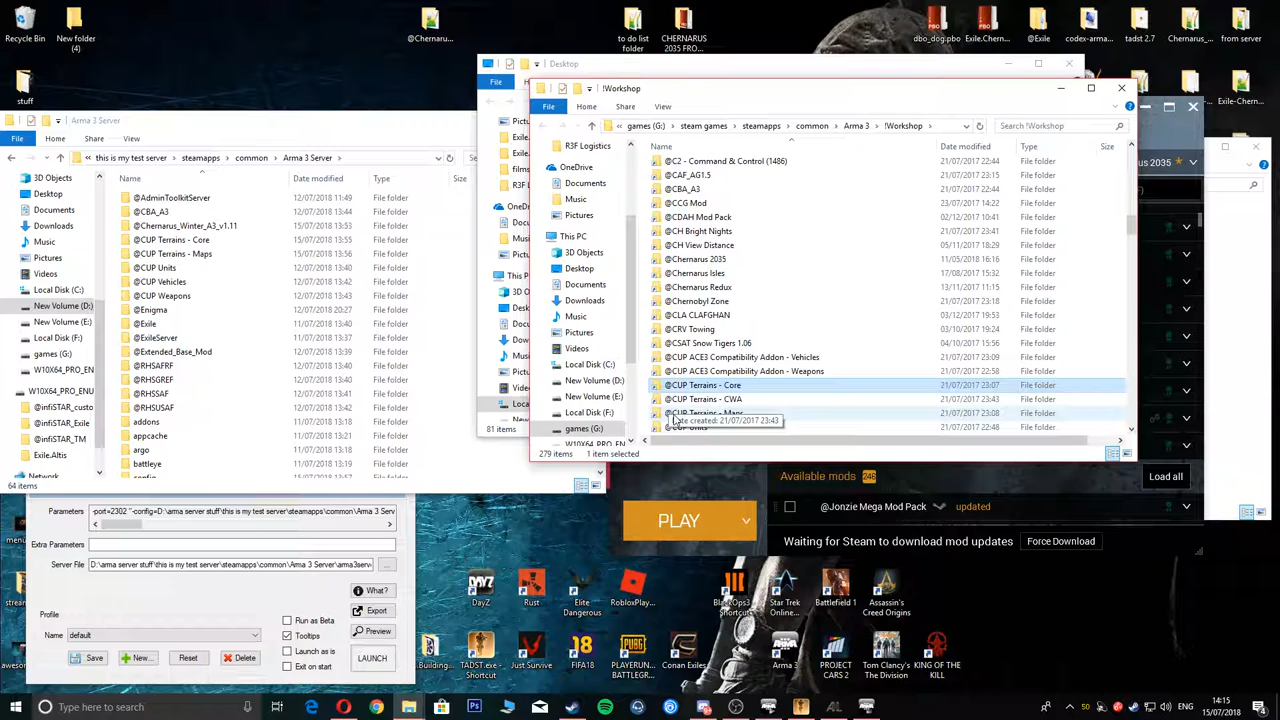 Recycle Bin
New folder (4)
@Chernaru...
to do list folder
CHERNARUS 2035 FRO...
dbo_dog.pbo
Exile.Chern...
@Exile
codex-arma...
tadst 2.7
Chernarus_...
from server
stuff
Exile-Cher...
Desktop
File
!Workshop
File
Home
Share
View
games (G:)
steam games
steamapps
common
Arma 3
!Workshop
Search !Workshop
Arma 3 Server
File
Home
Share
View
this is my test server
steamapps
common
Arma 3 Server
Name
Date modified
Type
Size
3D Objects
Desktop
Documents
Downloads
Music
Pictures
Videos
Local Disk (C:)
New Volume (D:)
New Volume (E:)
Local Disk (F:)
games (G:)
W10X64_PRO_EN
W10X64_PRO_ENU
@infiSTAR_custo
@infiSTAR_Exile
@infiSTAR_TM
Exile.Altis
Network
@AdminToolkitServer 12/07/2018 11:49 File folder
@CBA_A3 12/07/2018 13:40 File folder
@Chernarus_Winter_A3_v1.11 15/07/2018 13:53 File folder
@CUP Terrains - Core 15/07/2018 13:55 File folder
@CUP Terrains - Maps 15/07/2018 13:56 File folder
@CUP Units 12/07/2018 13:40 File folder
@CUP Vehicles 12/07/2018 13:42 File folder
@CUP Weapons 12/07/2018 13:43 File folder
@Enigma 11/07/2018 20:27 File folder
@Exile 11/07/2018 13:40 File folder
@ExileServer 11/07/2018 13:37 File folder
@Extended_Base_Mod 12/07/2018 13:43 File folder
@RHSAFRF 12/07/2018 13:45 File folder
@RHSGREF 12/07/2018 13:45 File folder
@RHSSAF 12/07/2018 13:45 File folder
@RHSUSAF 12/07/2018 13:47 File folder
addons 11/07/2018 13:30 File folder
appcache 11/07/2018 13:18 File folder
argo 11/07/2018 13:19 File folder
battleye 11/07/2018 13:19 File folder
64 items
81 items
R3F Logistics
OneDrive
Documents
Music
Pictures
This PC
3D Objects
Desktop
Documents
Downloads
Music
Pictures
Videos
Local Disk (C:)
New Volume (D:)
New Volume (E:)
Local Disk (F:)
games (G:)
Name
Date modified
Type
Size
@C2 - Command & Control (1486) 21/07/2017 22:44 File folder
@CAF_AG1.5 21/07/2017 23:15 File folder
@CBA_A3 21/07/2017 22:44 File folder
@CCG Mod 23/07/2017 14:22 File folder
@CDAH Mod Pack 02/12/2017 10:41 File folder
@CH Bright Nights 21/07/2017 23:41 File folder
@CH View Distance 05/11/2017 18:29 File folder
@Chernarus 2035 11/05/2018 16:16 File folder
@Chernarus Isles 17/08/2017 15:32 File folder
@Chernarus Redux 13/11/2017 11:15 File folder
@Chernobyl Zone 21/07/2017 23:18 File folder
@CLA CLAFGHAN 03/12/2017 19:53 File folder
@CRV Towing 03/10/2017 19:24 File folder
@CSAT Snow Tigers 1.06 04/10/2017 15:56 File folder
@CUP ACE3 Compatibility Addon - Vehicles 21/07/2017 23:09 File folder
@CUP ACE3 Compatibility Addon - Weapons 21/07/2017 22:58 File folder
@CUP Terrains - Core 21/07/2017 23:07 File folder
@CUP Terrains - CWA 21/07/2017 23:43 File folder
@CUP Terrains - Maps 21/07/2017 23:08 File folder
Date created: 21/07/2017 23:43
@CUP Units 21/07/2017 22:48 File folder
279 items
1 item selected
Available mods 246
Load all
PLAY
@Jonzie Mega Mod Pack
updated
Waiting for Steam to download mod updates
Force Download
Parameters
-port=2302 "-config=D:\arma server stuff\this is my test server\steamapps\common\Arma 3 Server\
Extra Parameters
Server File
D:\arma server stuff\this is my test server\steamapps\common\Arma 3 Server\arma3serv
What?
Export
Preview
LAUNCH
Profile
Name
default
Run as Beta
Tooltips
Launch as is
Exit on start
Save
New...
Reset
Delete
DayZ
Rust
Elite Dangerous
RobloxPlay...
BlackOps3 Shortcut
Star Trek Online...
Battlefield 1
Assassin's Creed Origins
Building...
TADST.exe - Shortcut
Just Survive
FIFA18
PLAYERUN... BATTLEGR...
Conan Exiles
Arma 3
PROJECT CARS 2
Tom Clancy's The Division
KING OF THE KILL
Type here to search
50
14:15
15/07/2018